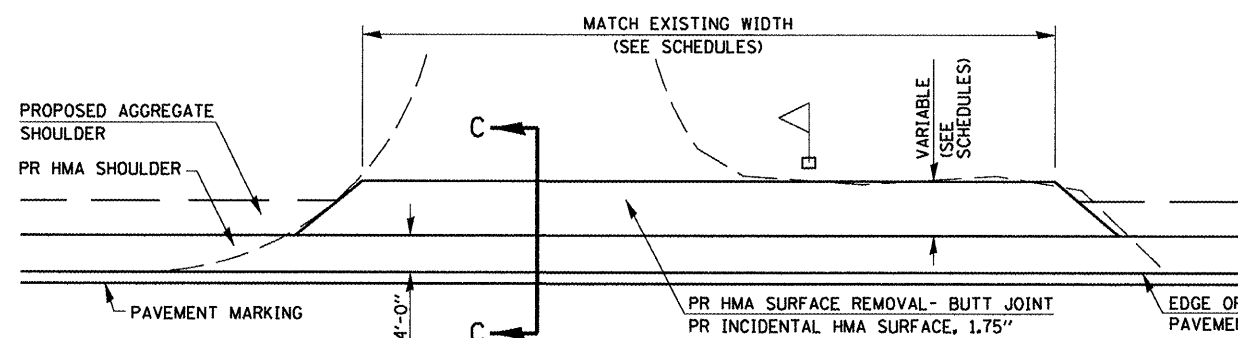 MATCH EXISTING WIDTH
(SEE SCHEDULES)
PROPOSED AGGREGATE
SHOULDER
PR HMA SHOULDER
C
VARIABLE
(SEE
SCHEDULES)
PAVEMENT MARKING
4'-0"
C
PR HMA SURFACE REMOVAL- BUTT JOINT
PR INCIDENTAL HMA SURFACE, 1.75"
EDGE OF
PAVEME